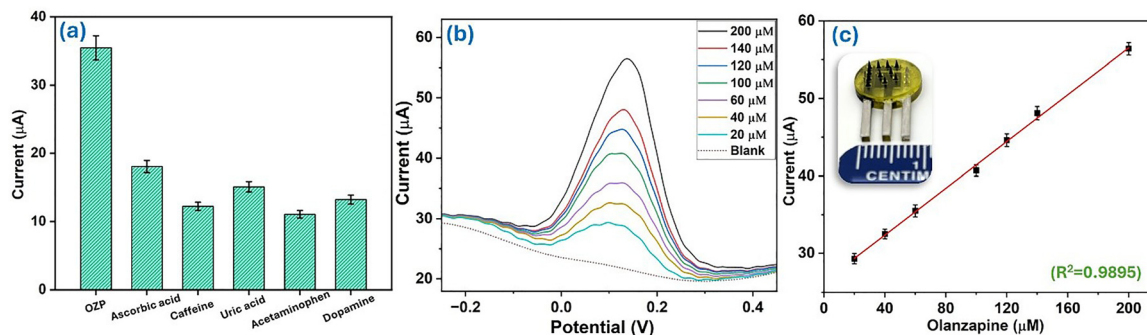 (a)
Current (μA)
40
30
20
10
0
OZP
Ascorbic acid
Caffeine
Uric acid
Acetaminophen
Dopamine
(b)
Current (μA)
60
50
40
30
20
200 μM
140 μM
120 μM
100 μM
60 μM
40 μM
20 μM
Blank
−0.2
0.0
0.2
0.4
Potential (V)
(c)
Current (μA)
60
50
40
30
1
CENTIM
(R²=0.9895)
0
40
80
120
160
200
Olanzapine (μM)